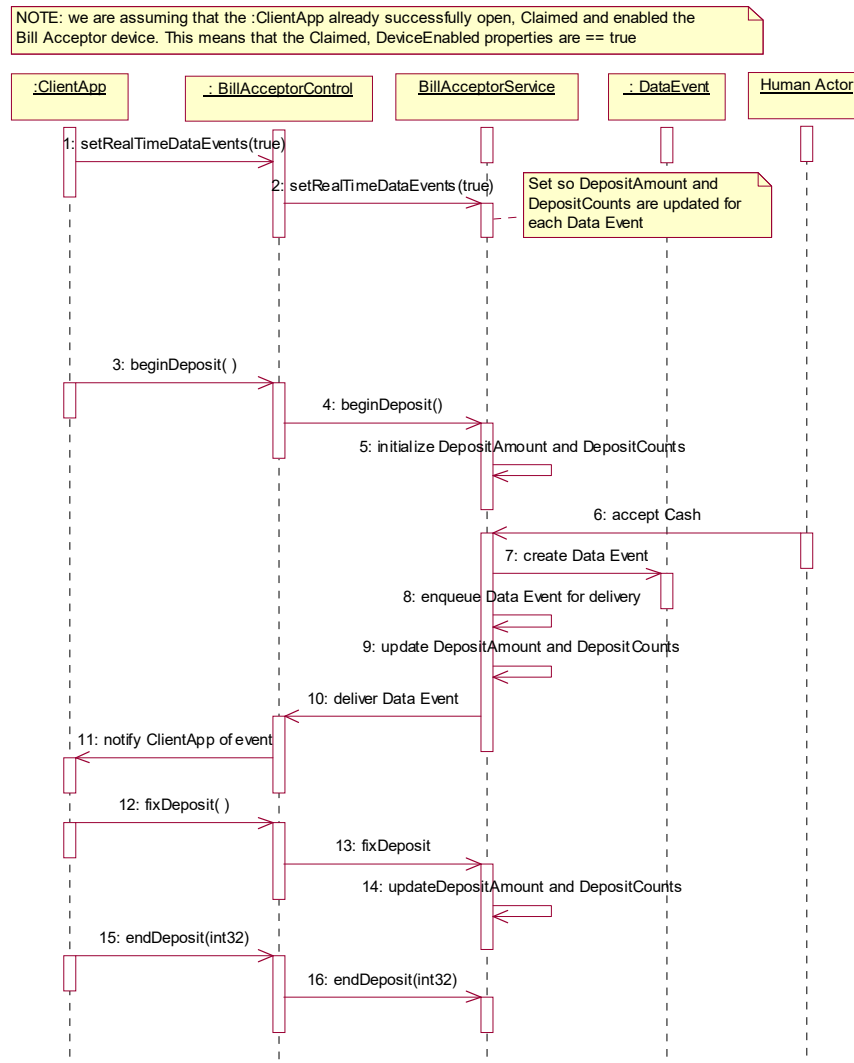 NOTE: we are assuming that the :ClientApp already successfully open, Claimed and enabled the
Bill Acceptor device. This means that the Claimed, DeviceEnabled properties are == true
:ClientApp
: BillAcceptorControl
BillAcceptorService
: DataEvent
Human Actor
1: setRealTimeDataEvents(true)
2: setRealTimeDataEvents(true)
Set so DepositAmount and
DepositCounts are updated for
each Data Event
3: beginDeposit( )
4: beginDeposit()
5: initialize DepositAmount and DepositCounts
6: accept Cash
7: create Data Event
8: enqueue Data Event for delivery
9: update DepositAmount and DepositCounts
10: deliver Data Event
11: notify ClientApp of event
12: fixDeposit( )
13: fixDeposit
14: updateDepositAmount and DepositCounts
15: endDeposit(int32)
16: endDeposit(int32)